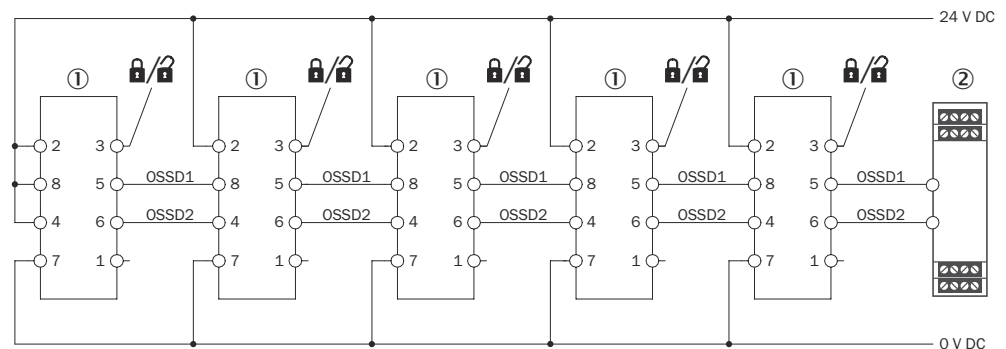 24 V DC
① ① ① ① ① ②
2 3 2 3 2 3 2 3 2 3
OSSD1 OSSD1 OSSD1 OSSD1 OSSD1
8 5 8 5 8 5 8 5 8 5
OSSD2 OSSD2 OSSD2 OSSD2 OSSD2
4 6 4 6 4 6 4 6 4 6
7 1 7 1 7 1 7 1 7 1
0 V DC